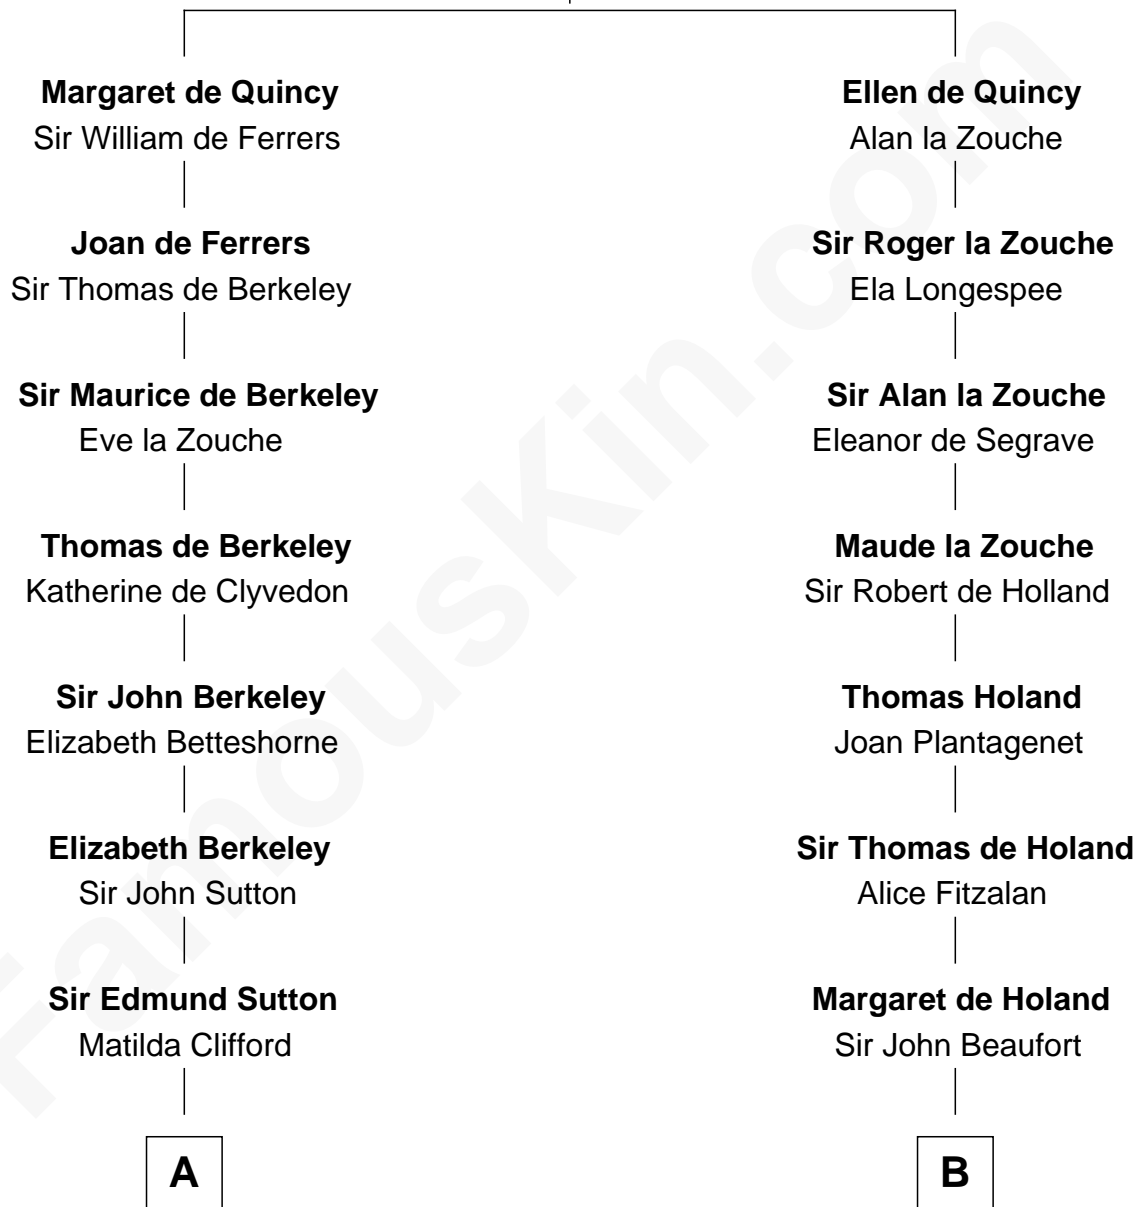 Margaret de Quincy
Sir William de Ferrers
Joan de Ferrers
Sir Thomas de Berkeley
Sir Maurice de Berkeley
Eve la Zouche
Thomas de Berkeley
Katherine de Clyvedon
Sir John Berkeley
Elizabeth Betteshorne
Elizabeth Berkeley
Sir John Sutton
Sir Edmund Sutton
Matilda Clifford
A
Ellen de Quincy
Alan la Zouche
Sir Roger la Zouche
Ela Longespee
Sir Alan la Zouche
Eleanor de Segrave
Maude la Zouche
Sir Robert de Holland
Thomas Holand
Joan Plantagenet
Sir Thomas de Holand
Alice Fitzalan
Margaret de Holand
Sir John Beaufort
B
FamousKin.com